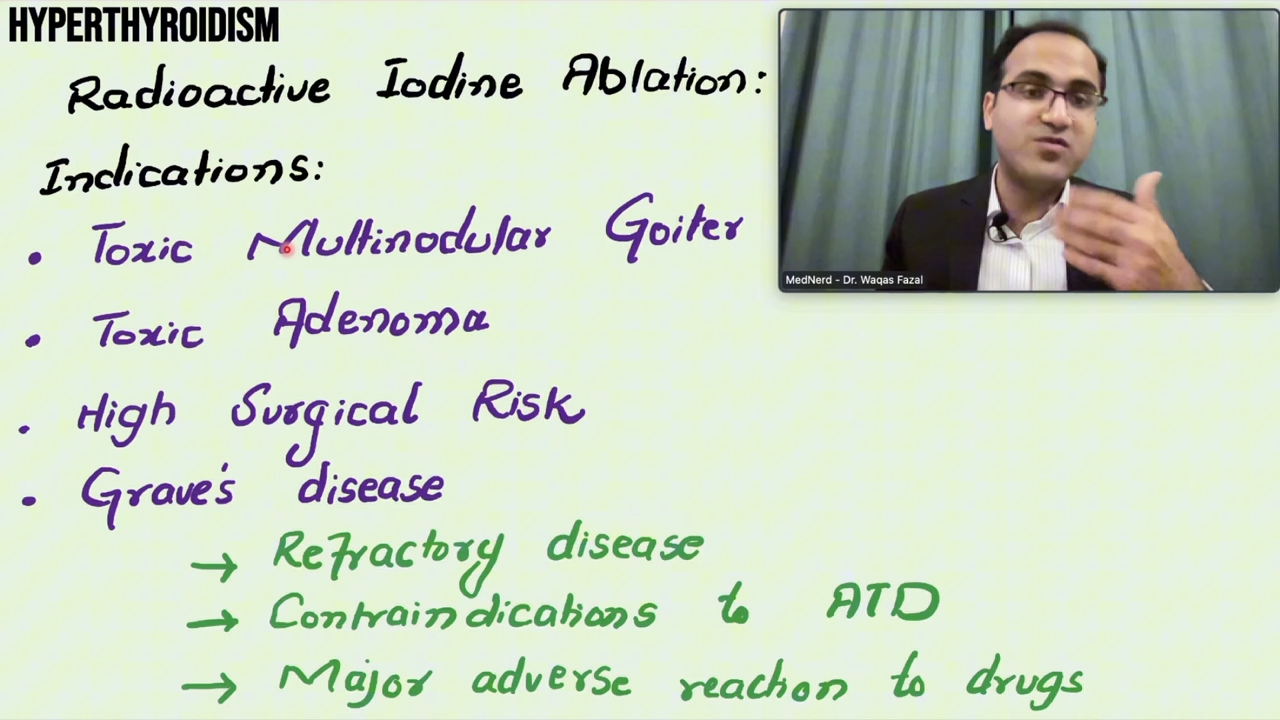 HYPERTHYROIDISM
Radioactive Iodine Ablation:
Indications:
• Toxic Multinodular Goiter
• Toxic Adenoma
• High Surgical Risk
• Grave's disease
→ Refractory disease
→ Contraindications to ATD
→ Major adverse reaction to drugs
MedNerd - Dr. Waqas Fazal